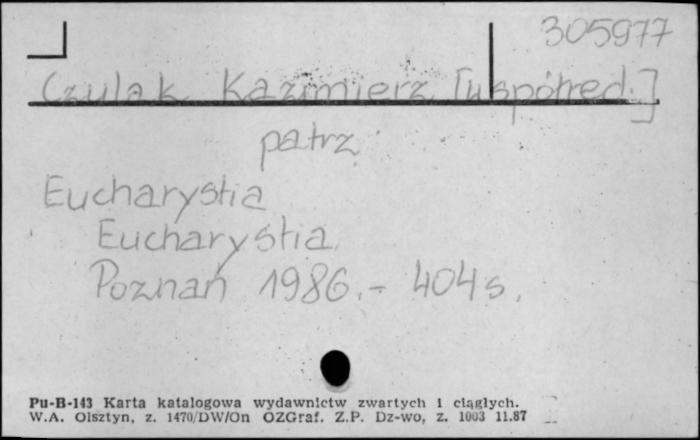 305977
Czulak Kazimierz [współred.]
patrz
Eucharystia
Eucharystia.
Poznań 1986.- 404 s.
Pu-B-143 Karta katalogowa wydawnictw zwartych i ciągłych.
W.A. Olsztyn, z. 1470/DW/On OZGraf. Z.P. Dz-wo, z. 1003 11.87